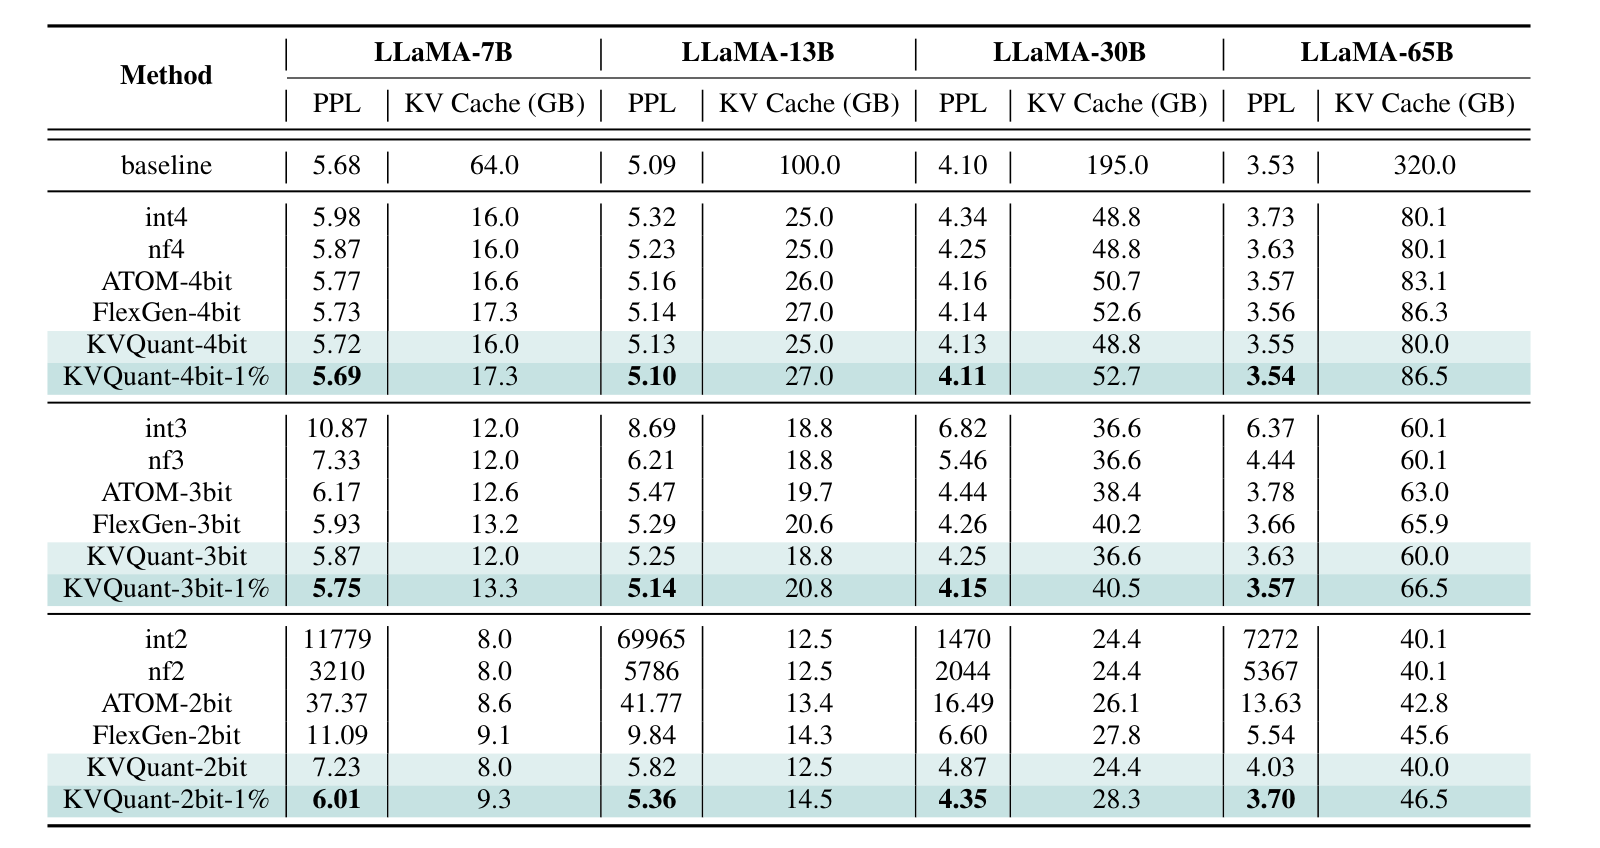 Method LLaMA-7B LLaMA-13B LLaMA-30B LLaMA-65B
PPL KV Cache (GB) PPL KV Cache (GB) PPL KV Cache (GB) PPL KV Cache (GB)
baseline 5.68 64.0 5.09 100.0 4.10 195.0 3.53 320.0
int4 5.98 16.0 5.32 25.0 4.34 48.8 3.73 80.1
nf4 5.87 16.0 5.23 25.0 4.25 48.8 3.63 80.1
ATOM-4bit 5.77 16.6 5.16 26.0 4.16 50.7 3.57 83.1
FlexGen-4bit 5.73 17.3 5.14 27.0 4.14 52.6 3.56 86.3
KVQuant-4bit 5.72 16.0 5.13 25.0 4.13 48.8 3.55 80.0
KVQuant-4bit-1% 5.69 17.3 5.10 27.0 4.11 52.7 3.54 86.5
int3 10.87 12.0 8.69 18.8 6.82 36.6 6.37 60.1
nf3 7.33 12.0 6.21 18.8 5.46 36.6 4.44 60.1
ATOM-3bit 6.17 12.6 5.47 19.7 4.44 38.4 3.78 63.0
FlexGen-3bit 5.93 13.2 5.29 20.6 4.26 40.2 3.66 65.9
KVQuant-3bit 5.87 12.0 5.25 18.8 4.25 36.6 3.63 60.0
KVQuant-3bit-1% 5.75 13.3 5.14 20.8 4.15 40.5 3.57 66.5
int2 11779 8.0 69965 12.5 1470 24.4 7272 40.1
nf2 3210 8.0 5786 12.5 2044 24.4 5367 40.1
ATOM-2bit 37.37 8.6 41.77 13.4 16.49 26.1 13.63 42.8
FlexGen-2bit 11.09 9.1 9.84 14.3 6.60 27.8 5.54 45.6
KVQuant-2bit 7.23 8.0 5.82 12.5 4.87 24.4 4.03 40.0
KVQuant-2bit-1% 6.01 9.3 5.36 14.5 4.35 28.3 3.70 46.5